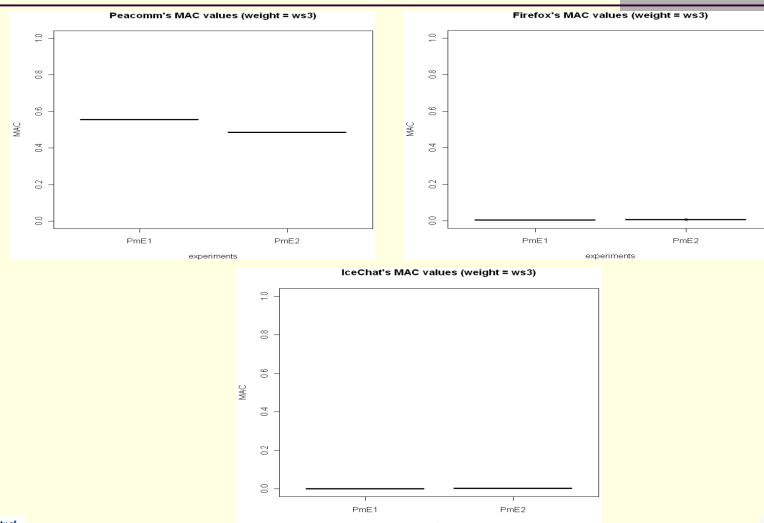 Peacomm's MAC values (weight = ws3)
1.0
0.8
0.6
0.4
0.2
0.0
MAC
PmE1 PmE2
experiments
Firefox's MAC values (weight = ws3)
1.0
0.8
0.6
0.4
0.2
0.0
MAC
PmE1 PmE2
experiments
IceChat's MAC values (weight = ws3)
1.0
0.8
0.6
0.4
0.2
0.0
MAC
PmE1 PmE2